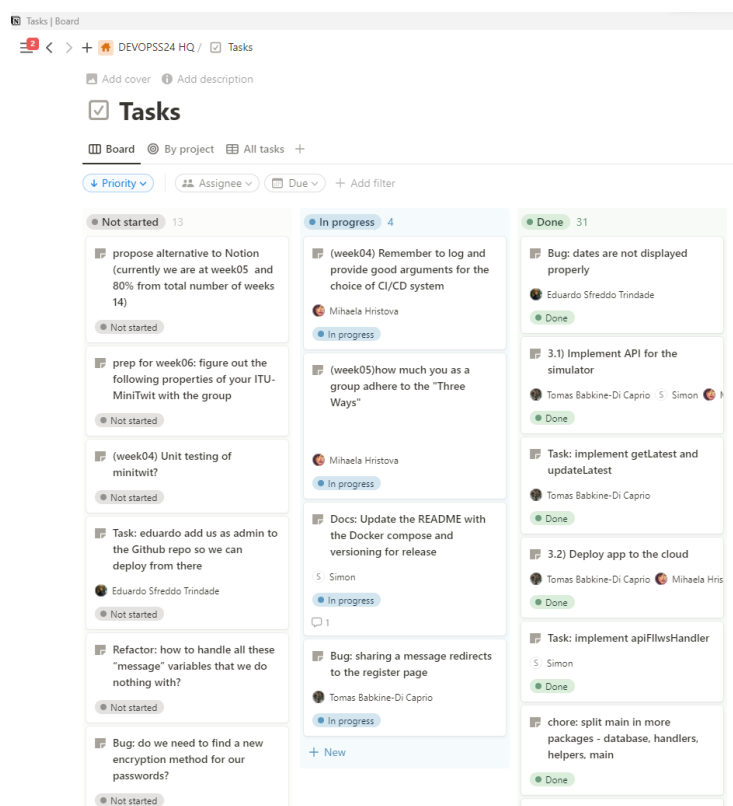 Tasks | Board
2
DEVOPSS24 HQ / Tasks
Add cover Add description
Tasks
Board By project All tasks
Priority Assignee Due Add filter
Not started 13
propose alternative to Notion
(currently we are at week05 and
80% from total number of weeks
14)
Not started
prep for week06: figure out the
following properties of your ITU-
MiniTwit with the group
Not started
(week04) Unit testing of
minitwit?
Not started
Task: eduardo add us as admin to
the Github repo so we can
deploy from there
Eduardo Sfreddo Trindade
Not started
Refactor: how to handle all these
"message" variables that we do
nothing with?
Not started
Bug: do we need to find a new
encryption method for our
passwords?
Not started
In progress 4
(week04) Remember to log and
provide good arguments for the
choice of CI/CD system
Mihaela Hristova
In progress
(week05)how much you as a
group adhere to the "Three
Ways"
Mihaela Hristova
In progress
Docs: Update the README with
the Docker compose and
versioning for release
S Simon
In progress
1
Bug: sharing a message redirects
to the register page
Tomas Babkine-Di Caprio
In progress
+ New
Done 31
Bug: dates are not displayed
properly
Eduardo Sfreddo Trindade
Done
3.1) Implement API for the
simulator
Tomas Babkine-Di Caprio S Simon
Done
Task: implement getLatest and
updateLatest
Tomas Babkine-Di Caprio
Done
3.2) Deploy app to the cloud
Tomas Babkine-Di Caprio Mihaela Hris
Done
Task: implement apiFllwsHandler
S Simon
Done
chore: split main in more
packages - database, handlers,
helpers, main
Done